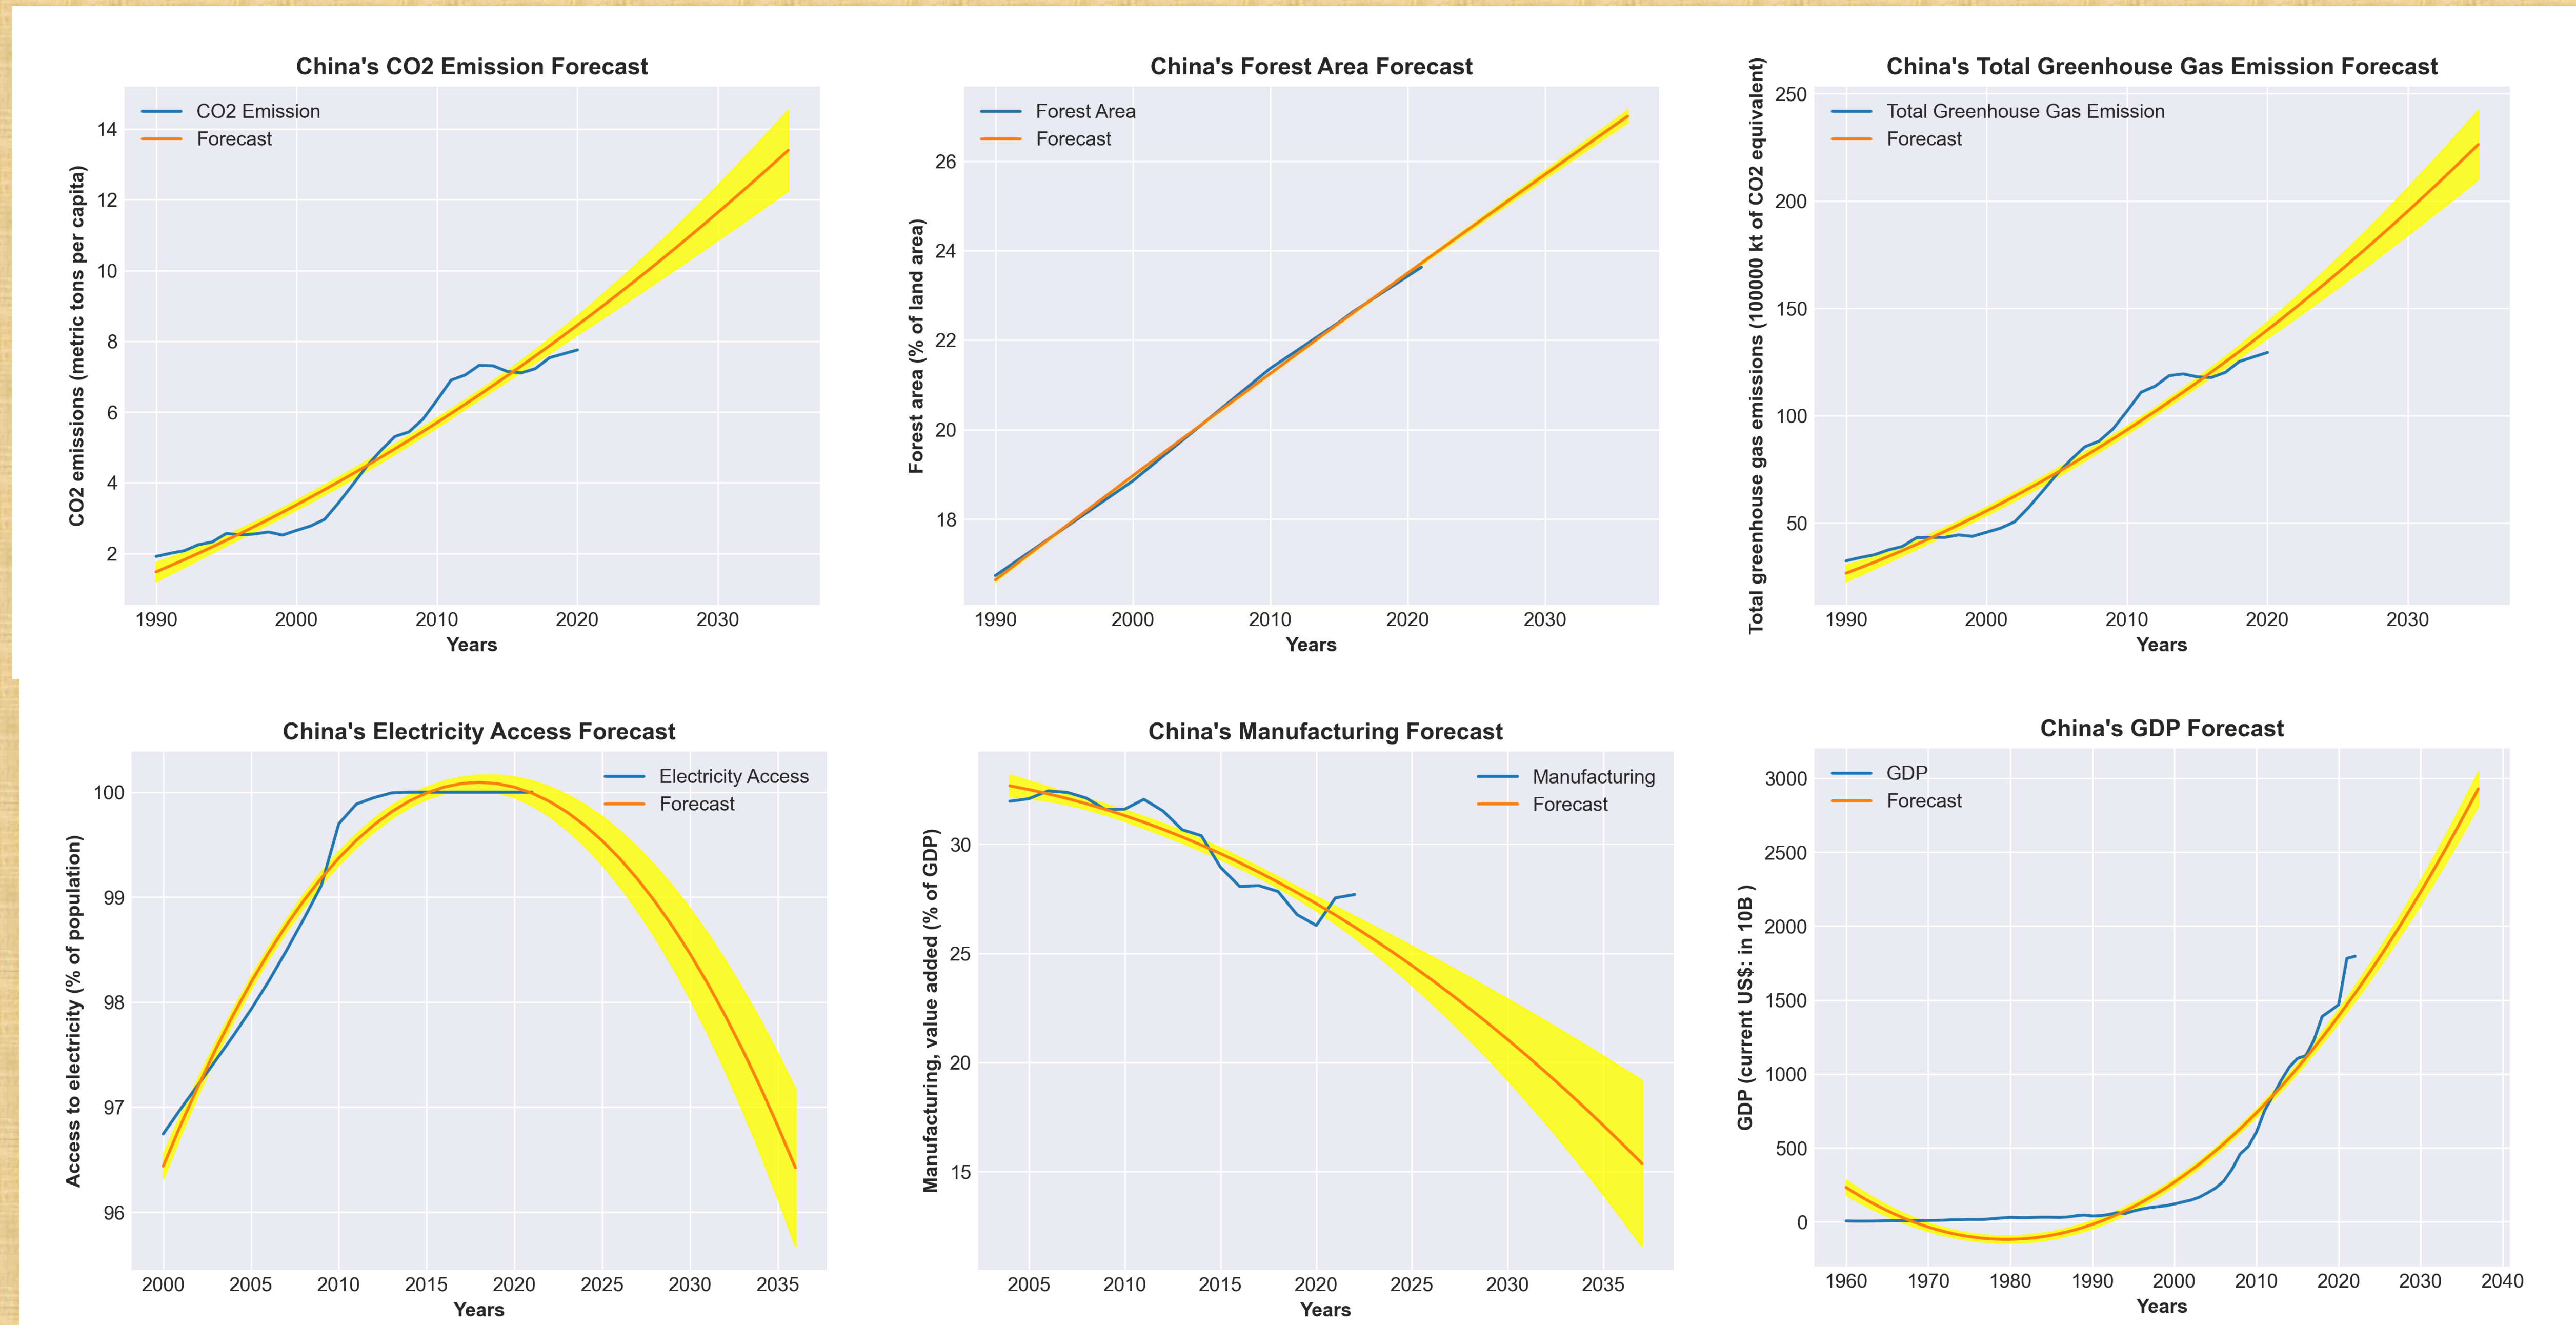 China's CO2 Emission Forecast
CO2 Emission
Forecast
CO2 emissions (metric tons per capita)
14
12
10
8
6
4
2
1990 2000 2010 2020 2030
Years
China's Forest Area Forecast
Forest Area
Forecast
Forest area (% of land area)
26
24
22
20
18
1990 2000 2010 2020 2030
Years
China's Total Greenhouse Gas Emission Forecast
Total Greenhouse Gas Emission
Forecast
Total greenhouse gas emissions (100000 kt of CO2 equivalent)
250
200
150
100
50
1990 2000 2010 2020 2030
Years
China's Electricity Access Forecast
Electricity Access
Forecast
Access to electricity (% of population)
100
99
98
97
96
2000 2005 2010 2015 2020 2025 2030 2035
Years
China's Manufacturing Forecast
Manufacturing
Forecast
Manufacturing, value added (% of GDP)
30
25
20
15
2005 2010 2015 2020 2025 2030 2035
Years
China's GDP Forecast
GDP
Forecast
GDP (current US$: in 10B )
3000
2500
2000
1500
1000
500
0
1960 1970 1980 1990 2000 2010 2020 2030 2040
Years